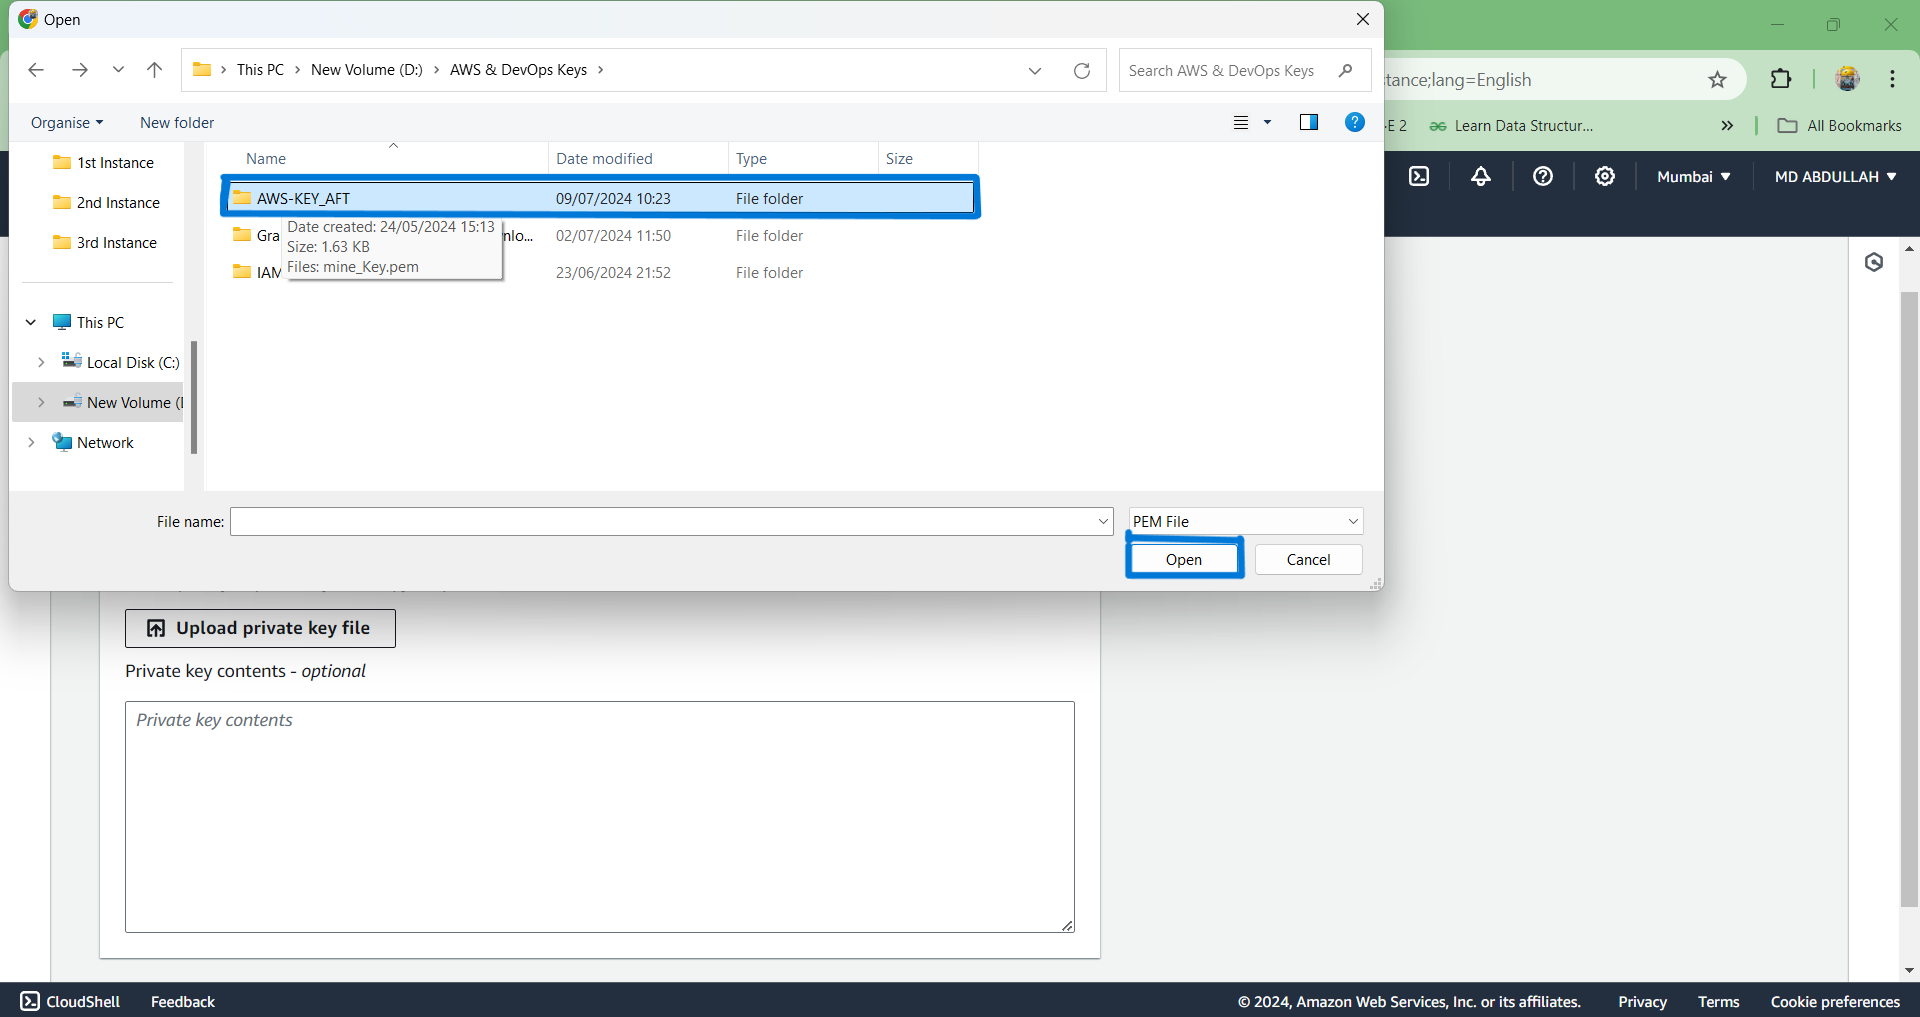 Open
This PC > New Volume (D:) > AWS & DevOps Keys >
Search AWS & DevOps Keys
tance;lang=English
Organise
New folder
E 2
Learn Data Structur...
All Bookmarks
1st Instance
2nd Instance
3rd Instance
This PC
Local Disk (C:)
New Volume (
Network
Name
Date modified
Type
Size
AWS-KEY_AFT
09/07/2024 10:23
File folder
Date created: 24/05/2024 15:13
Size: 1.63 KB
Files: mine_Key.pem
Gra
nlo...
02/07/2024 11:50
File folder
IAM
23/06/2024 21:52
File folder
Mumbai
MD ABDULLAH
File name:
PEM File
Open
Cancel
Upload private key file
Private key contents - optional
Private key contents
CloudShell
Feedback
© 2024, Amazon Web Services, Inc. or its affiliates.
Privacy
Terms
Cookie preferences